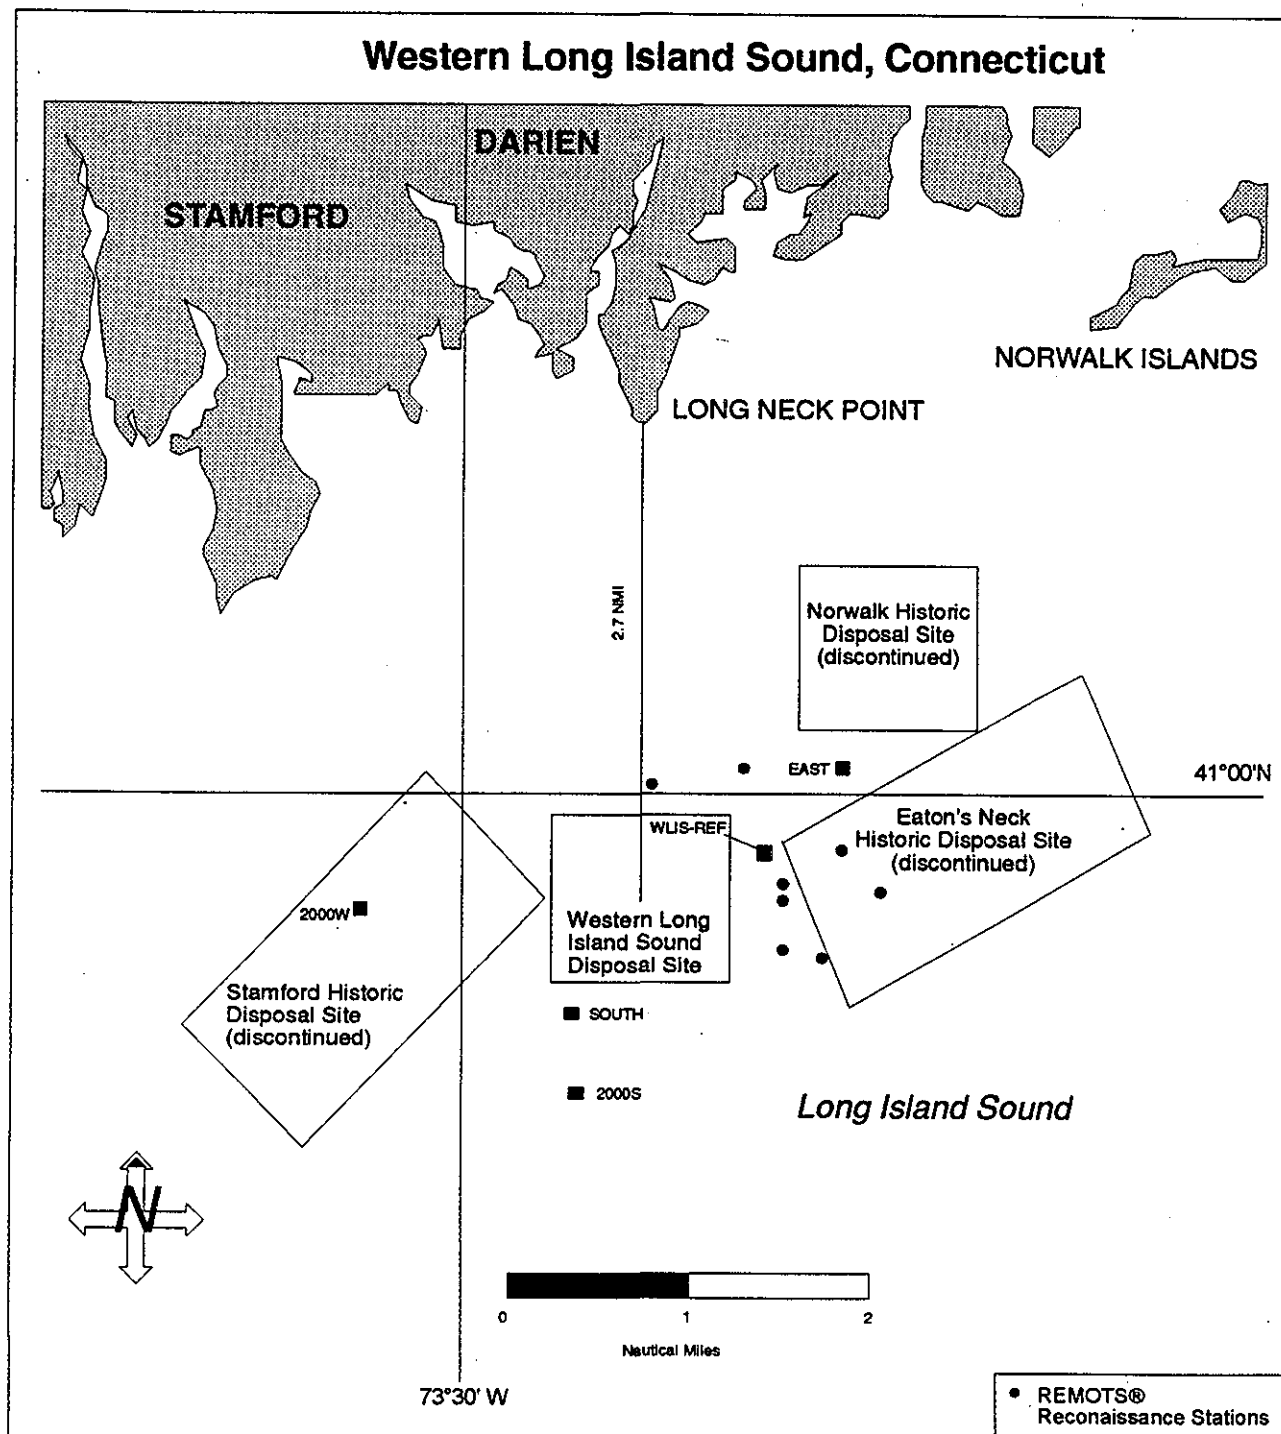 Western Long Island Sound, Connecticut
DARIEN
STAMFORD
NORWALK ISLANDS
LONG NECK POINT
2.7 NMI
Norwalk Historic
Disposal Site
(discontinued)
EAST
41°00'N
WLIS-REF
Eaton's Neck
Historic Disposal Site
(discontinued)
2000W
Western Long
Island Sound
Disposal Site
Stamford Historic
Disposal Site
(discontinued)
SOUTH
2000S
Long Island Sound
N
0 1 2
Nautical Miles
73°30' W
REMOTS®
Reconaissance Stations